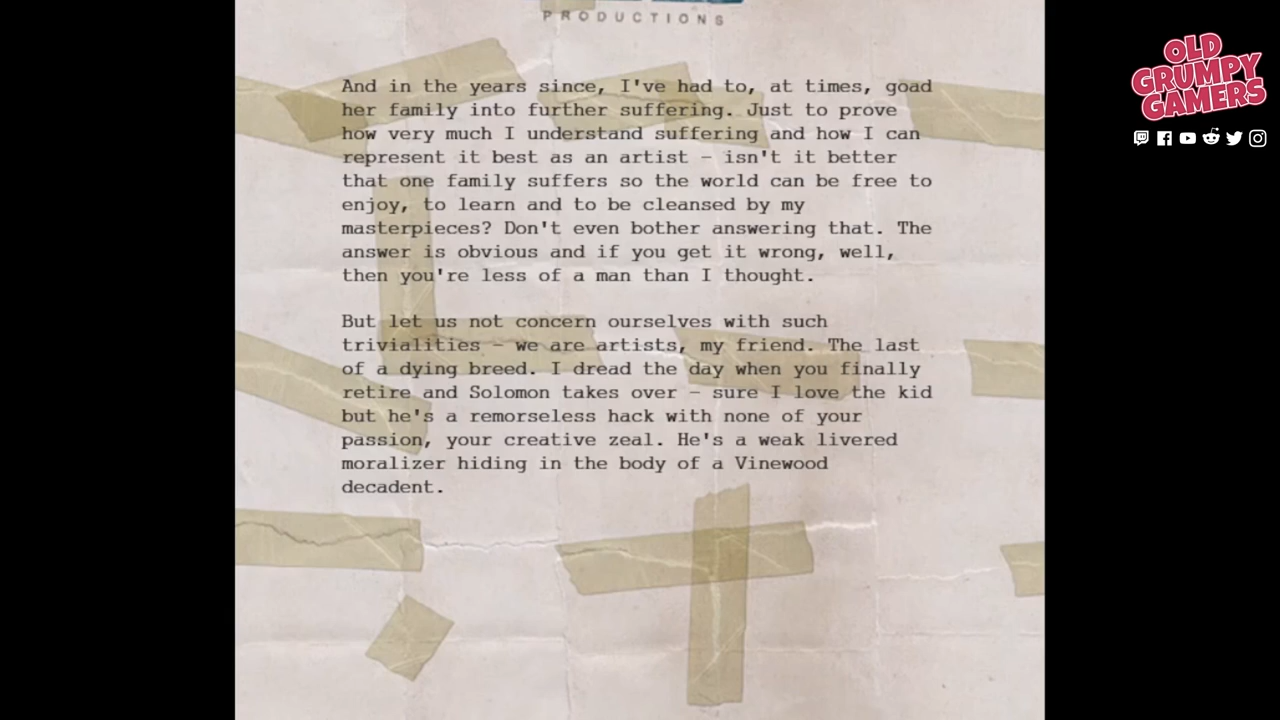 PRODUCTIONS
And in the years since, I've had to, at times, goad
her family into further suffering. Just to prove
how very much I understand suffering and how I can
represent it best as an artist – isn't it better
that one family suffers so the world can be free to
enjoy, to learn and to be cleansed by my
masterpieces? Don't even bother answering that. The
answer is obvious and if you get it wrong, well,
then you're less of a man than I thought.
But let us not concern ourselves with such
trivialities – we are artists, my friend. The last
of a dying breed. I dread the day when you finally
retire and Solomon takes over – sure I love the kid
but he's a remorseless hack with none of your
passion, your creative zeal. He's a weak livered
moralizer hiding in the body of a Vinewood
decadent.
OLD
GRUMPY
GAMERS